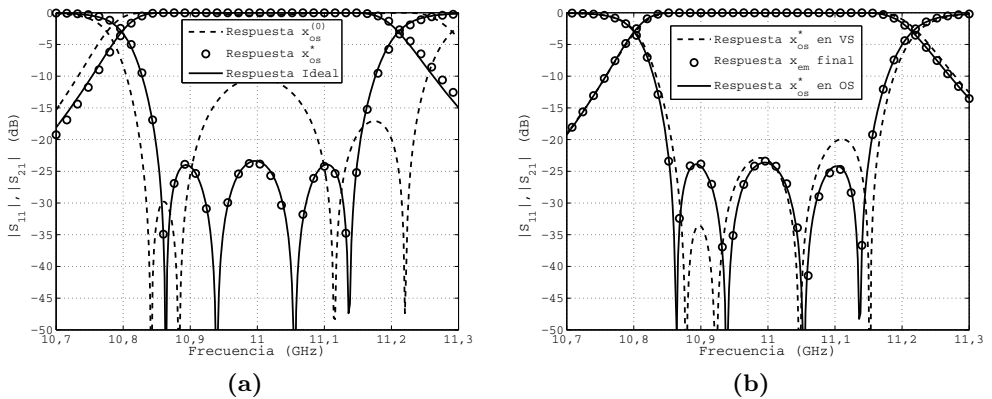 0
−5
−10
−15
−20
−25
−30
−35
−40
−45
−50
|S11|,|S21| (dB)
Respuesta x_os^(0)
Respuesta x_os^*
Respuesta Ideal
10,7 10,8 10,9 11 11,1 11,2 11,3
Frecuencia (GHz)
(a)
0
−5
−10
−15
−20
−25
−30
−35
−40
−45
−50
|S11|,|S21| (dB)
Respuesta x_os^* en VS
Respuesta x_em final
Respuesta x_os^* en OS
10,7 10,8 10,9 11 11,1 11,2 11,3
Frecuencia (GHz)
(b)